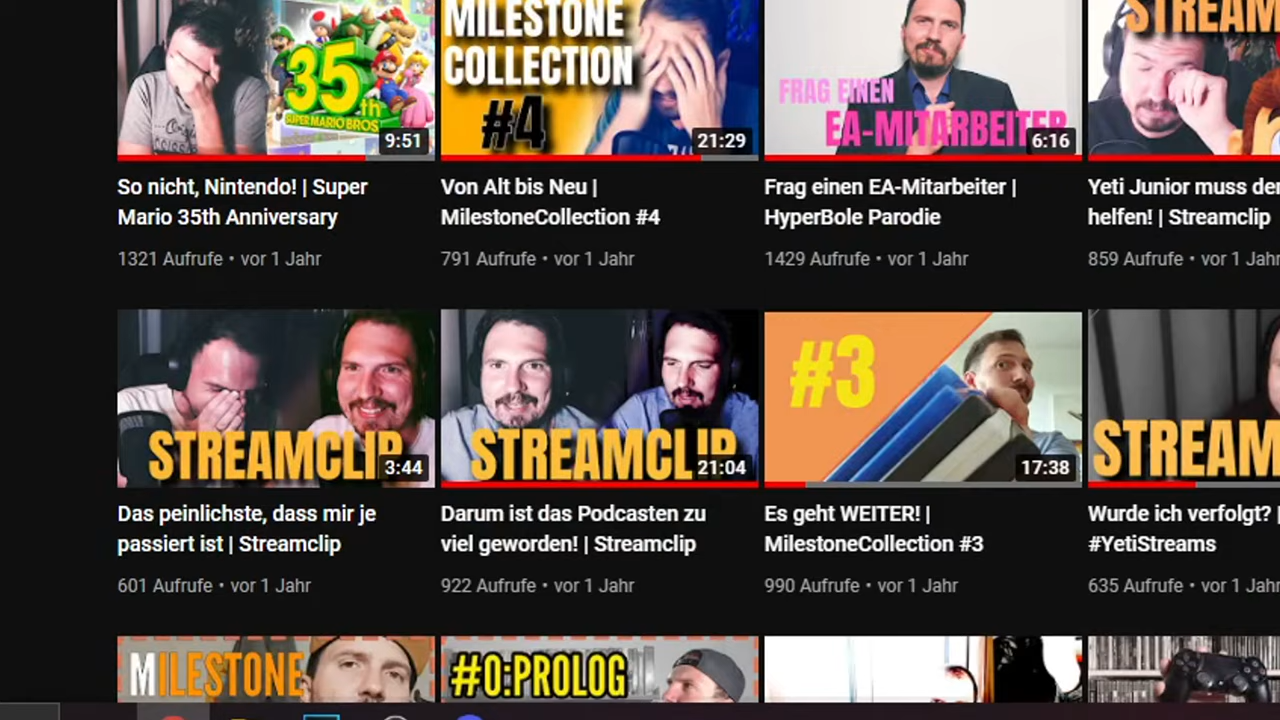 MILESTONE
COLLECTION
#4
35th
SUPER MARIO BROS
FRAG EINEN
EA-MITARBEITER
STREAM
9:51
21:29
6:16
So nicht, Nintendo! | Super
Mario 35th Anniversary
1321 Aufrufe • vor 1 Jahr
Von Alt bis Neu |
MilestoneCollection #4
791 Aufrufe • vor 1 Jahr
Frag einen EA-Mitarbeiter |
HyperBole Parodie
1429 Aufrufe • vor 1 Jahr
Yeti Junior muss de
helfen! | Streamclip
859 Aufrufe • vor 1 Jah
STREAMCLIP
3:44
STREAMCLIP
21:04
#3
17:38
STREAM
Das peinlichste, dass mir je
passiert ist | Streamclip
601 Aufrufe • vor 1 Jahr
Darum ist das Podcasten zu
viel geworden! | Streamclip
922 Aufrufe • vor 1 Jahr
Es geht WEITER! |
MilestoneCollection #3
990 Aufrufe • vor 1 Jahr
Wurde ich verfolgt? |
#YetiStreams
635 Aufrufe • vor 1 Jah
MILESTONE
#0:PROLOG